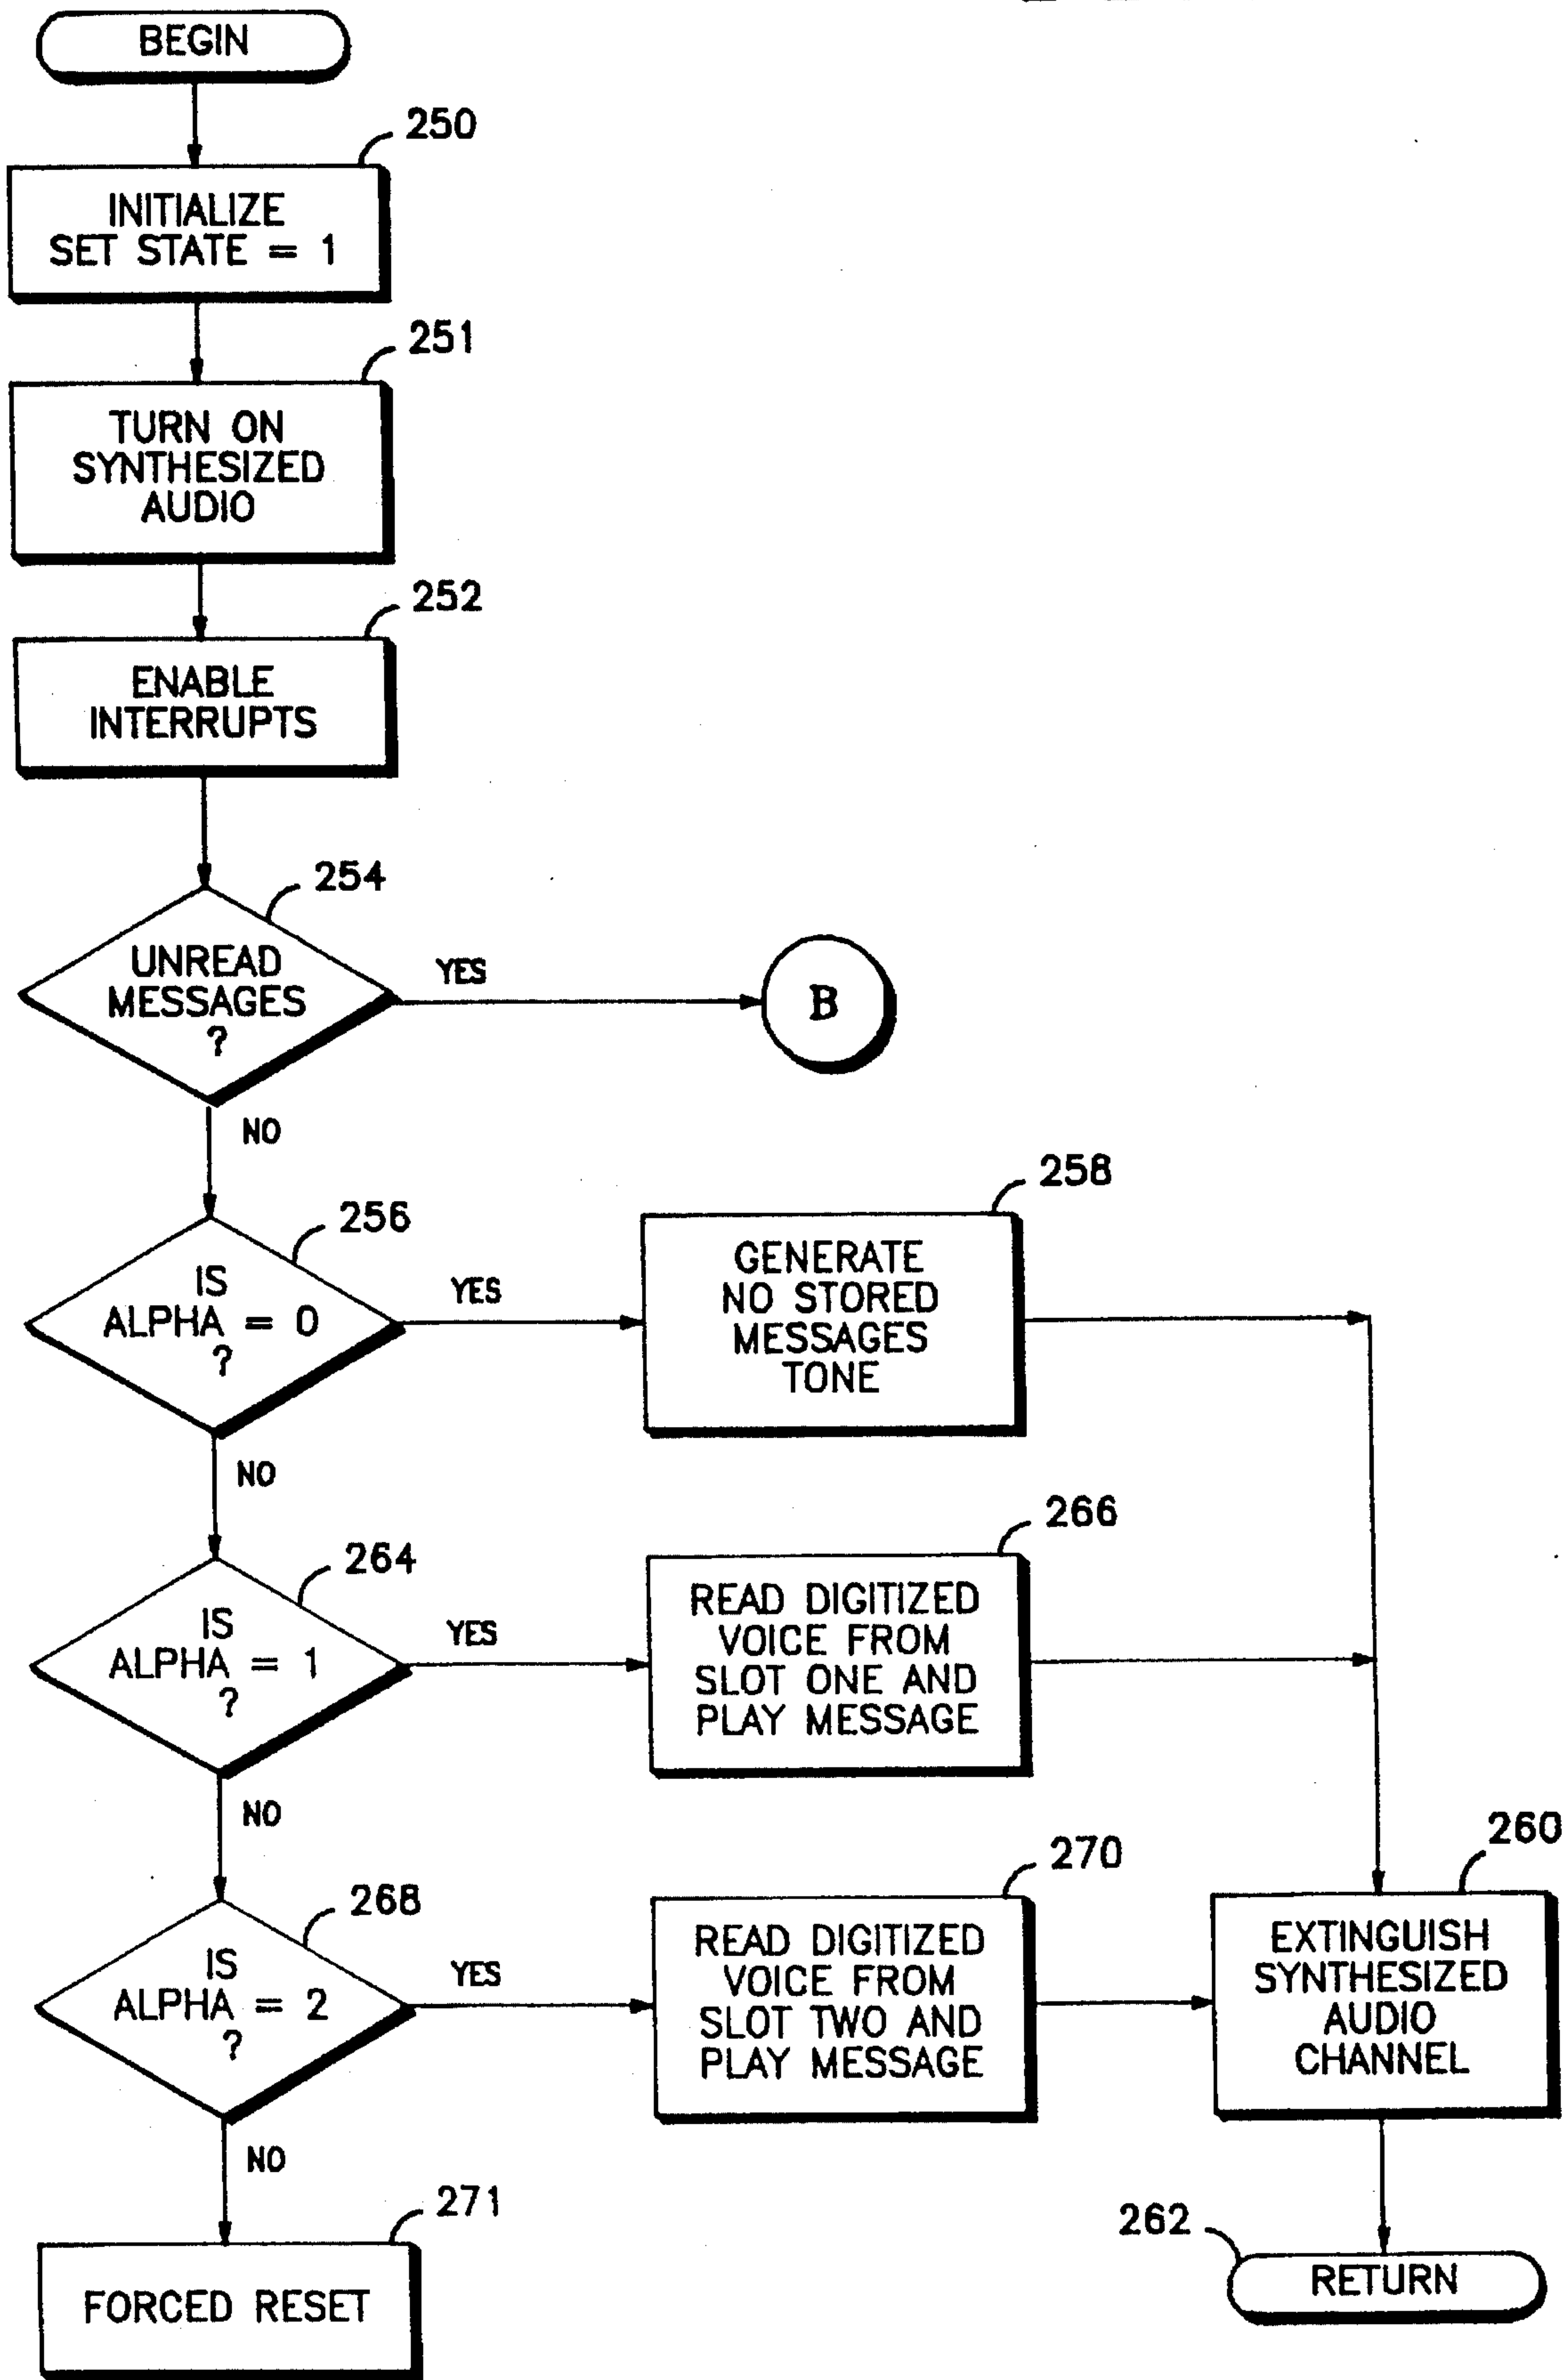 BEGIN
250
INITIALIZE
SET STATE = 1
251
TURN ON
SYNTHESIZED
AUDIO
252
ENABLE
INTERRUPTS
254
UNREAD
MESSAGES
?
YES
B
NO
256
IS
ALPHA = 0
?
YES
258
GENERATE
NO STORED
MESSAGES
TONE
NO
264
IS
ALPHA = 1
?
YES
266
READ DIGITIZED
VOICE FROM
SLOT ONE AND
PLAY MESSAGE
NO
268
IS
ALPHA = 2
?
YES
270
READ DIGITIZED
VOICE FROM
SLOT TWO AND
PLAY MESSAGE
260
EXTINGUISH
SYNTHESIZED
AUDIO
CHANNEL
NO
271
FORCED RESET
262
RETURN